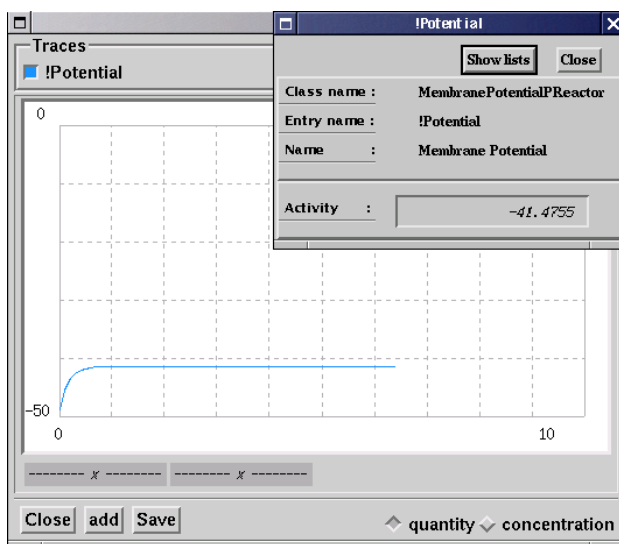 !Potential
Traces
!Potential
Show lists Close
Class name : MembranePotentialPReactor
Entry name : !Potential
Name : Membrane Potential
Activity : -41.4755
0
-50
0 10
-------- x -------- -------- x --------
Close add Save quantity concentration